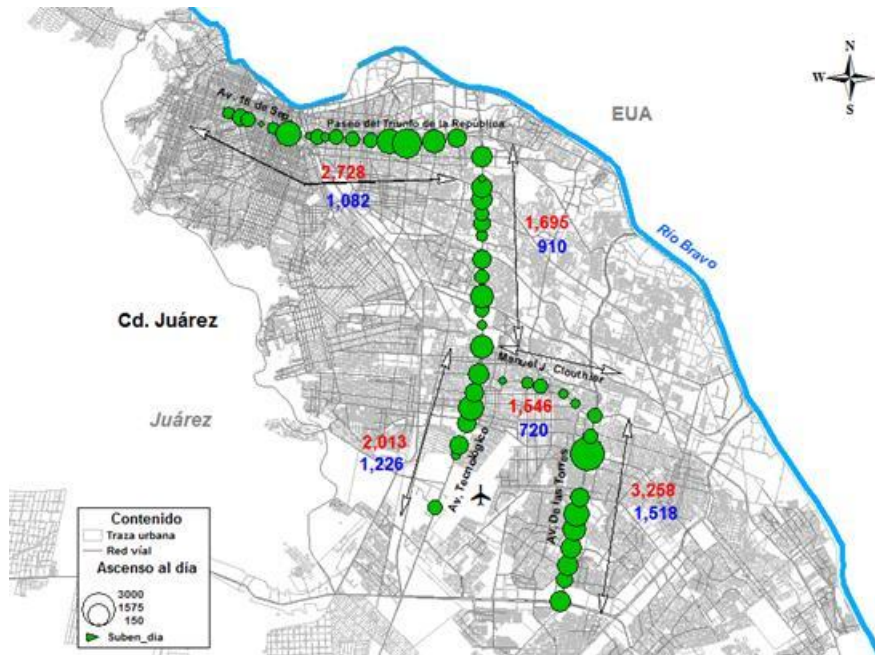 N
W E
S
EUA
Av. 16 de Sep.
Paseo del Triunfo de la República
2,728
1,082
1,695
910
Río Bravo
Cd. Juárez
Manuel J. Clouthier
Juárez
1,546
720
2,013
1,226
Av. Tecnológico
Av. De las Torres
3,258
1,518
Contenido
Traza urbana
Red víal
Ascenso al día
3000
1575
150
Suben_dia